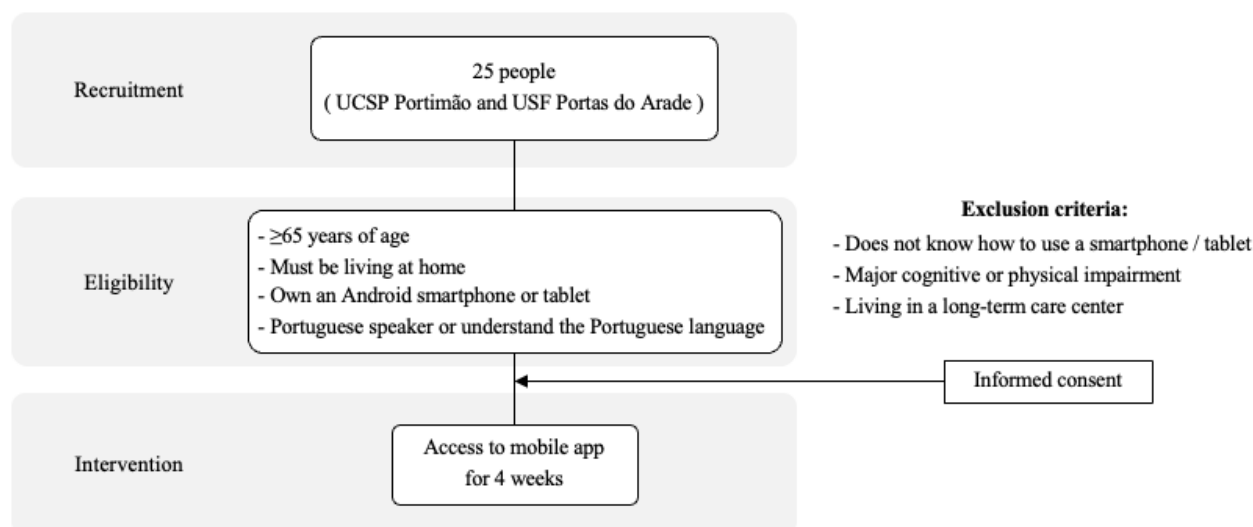 Recruitment
25 people
( UCSP Portimão and USF Portas do Arade )
Eligibility
- ≥65 years of age
- Must be living at home
- Own an Android smartphone or tablet
- Portuguese speaker or understand the Portuguese language
Exclusion criteria:
- Does not know how to use a smartphone / tablet
- Major cognitive or physical impairment
- Living in a long-term care center
Informed consent
Intervention
Access to mobile app
for 4 weeks